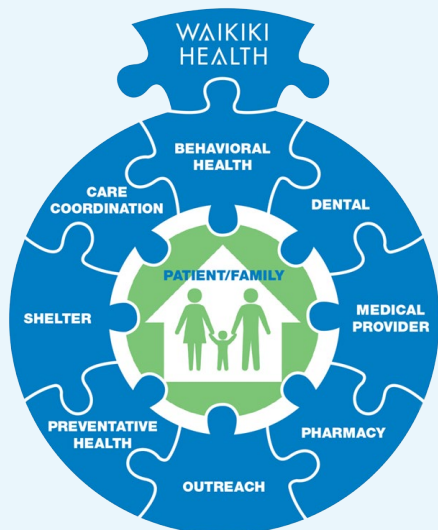 WAIKIKI
HEALTH
BEHAVIORAL
HEALTH
CARE
COORDINATION
DENTAL
PATIENT/FAMILY
SHELTER
MEDICAL
PROVIDER
PREVENTATIVE
HEALTH
PHARMACY
OUTREACH